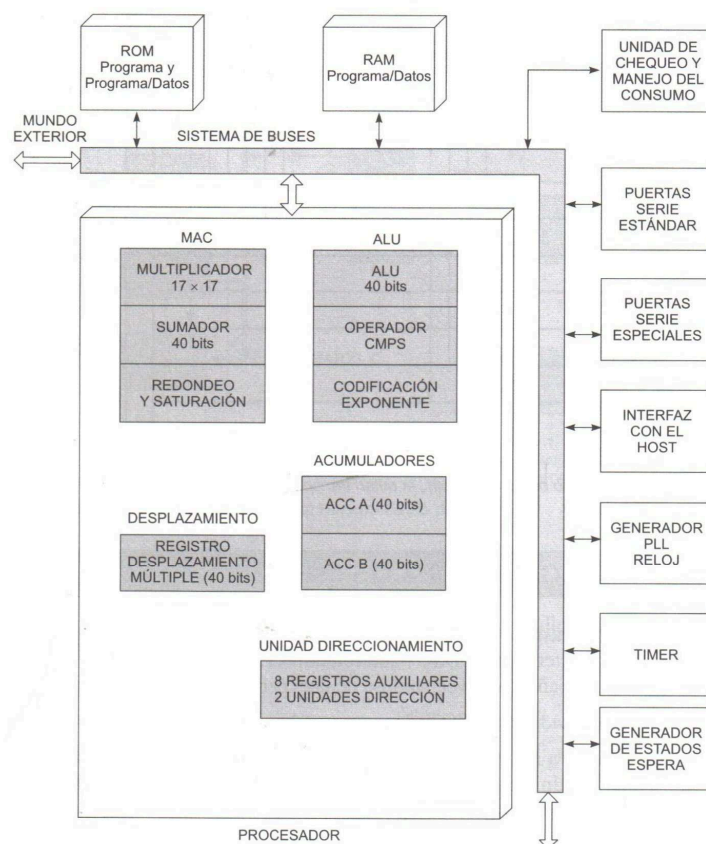 ROM
Programa y
Programa/Datos
RAM
Programa/Datos
UNIDAD DE
CHEQUEO Y
MANEJO DEL
CONSUMO
MUNDO
EXTERIOR
SISTEMA DE BUSES
MAC
MULTIPLICADOR
17 × 17
SUMADOR
40 bits
REDONDEO
Y SATURACIÓN
ALU
ALU
40 bits
OPERADOR
CMPS
CODIFICACIÓN
EXPONENTE
ACUMULADORES
ACC A (40 bits)
ACC B (40 bits)
DESPLAZAMIENTO
REGISTRO
DESPLAZAMIENTO
MÚLTIPLE (40 bits)
UNIDAD DIRECCIONAMIENTO
8 REGISTROS AUXILIARES
2 UNIDADES DIRECCIÓN
PROCESADOR
PUERTAS
SERIE
ESTÁNDAR
PUERTAS
SERIE
ESPECIALES
INTERFAZ
CON EL
HOST
GENERADOR
PLL
RELOJ
TIMER
GENERADOR
DE ESTADOS
ESPERA